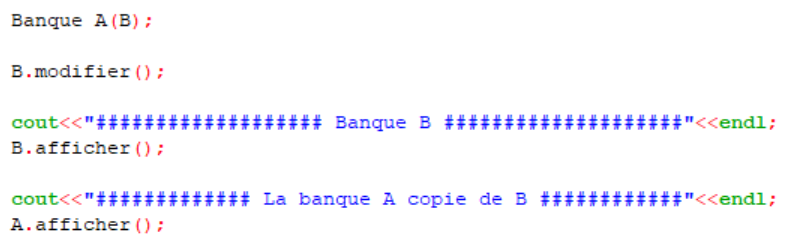 Banque A(B);
B.modifier();
cout<<"################### Banque B ####################"<<endl;
B.afficher();
cout<<"############# La banque A copie de B ############"<<endl;
A.afficher();